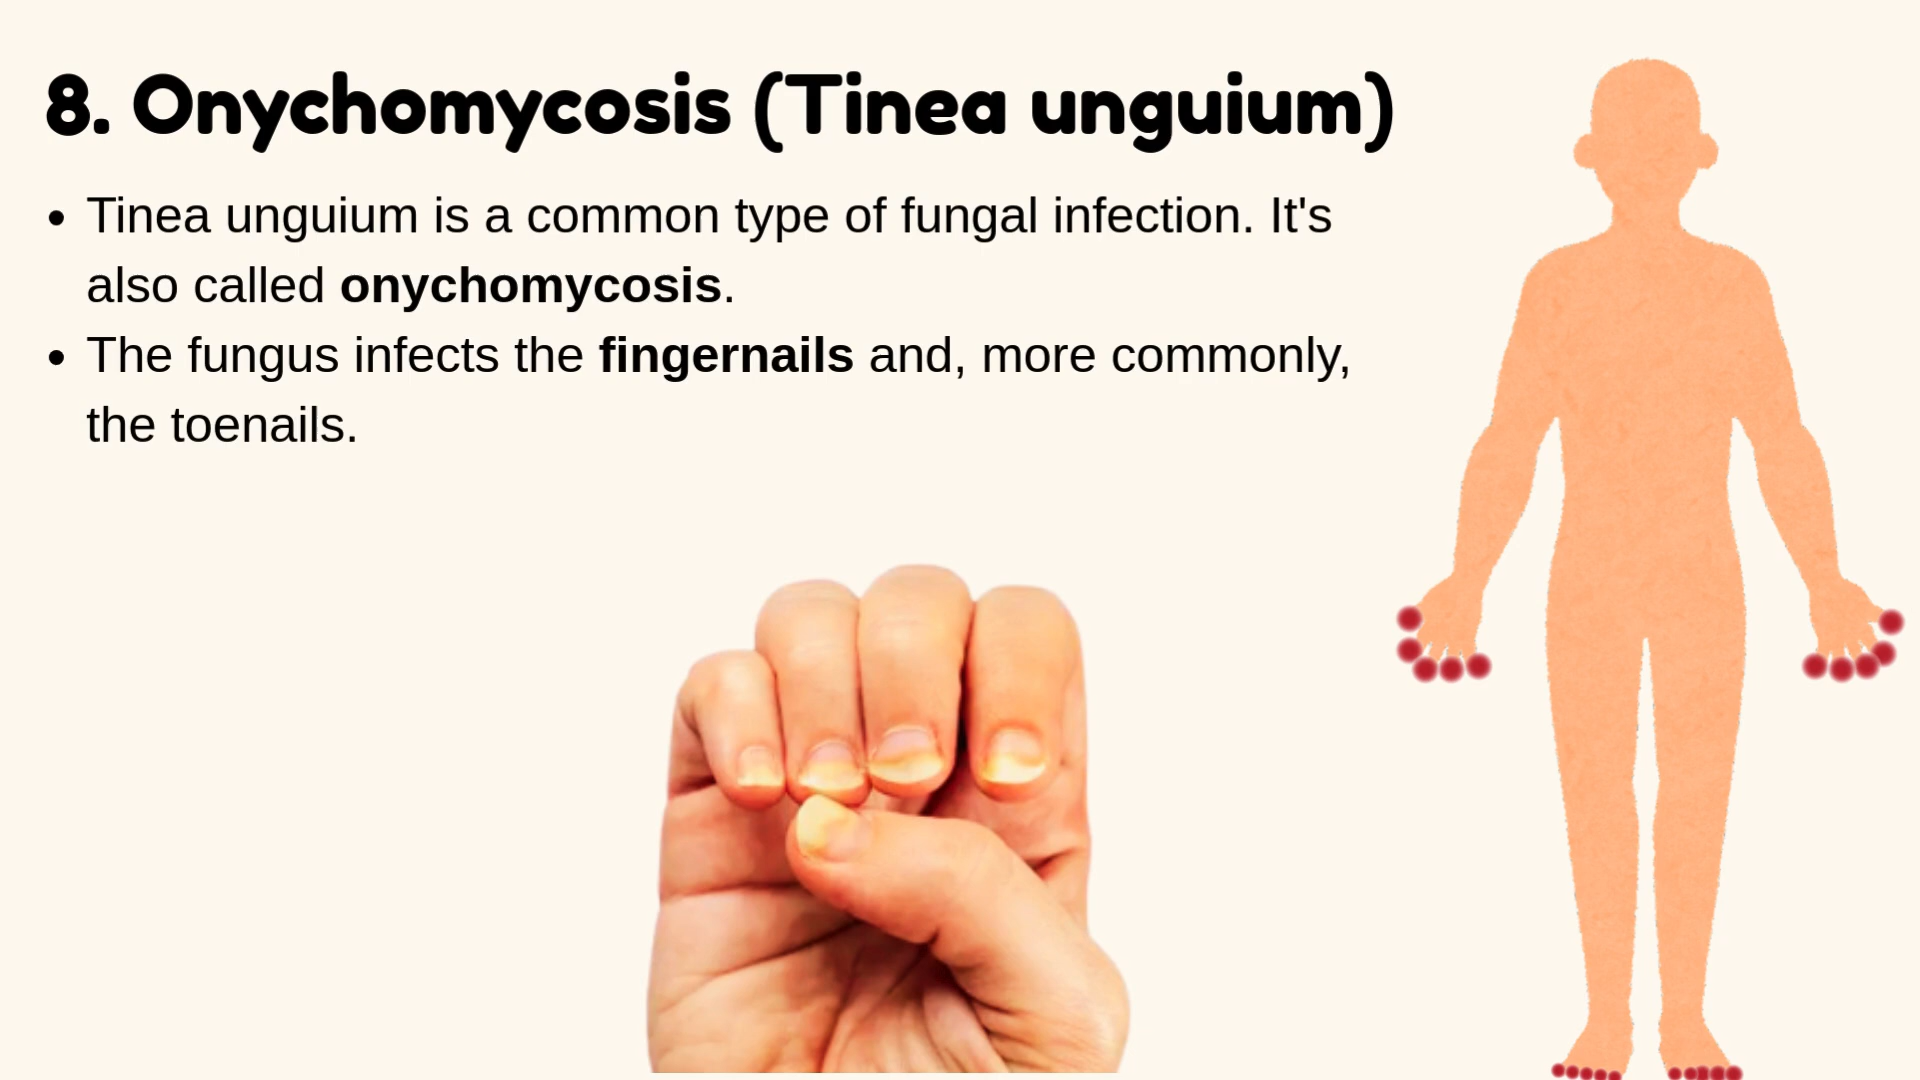 8. Onychomycosis (Tinea unguium)
• Tinea unguium is a common type of fungal infection. It's
also called onychomycosis.
• The fungus infects the fingernails and, more commonly,
the toenails.